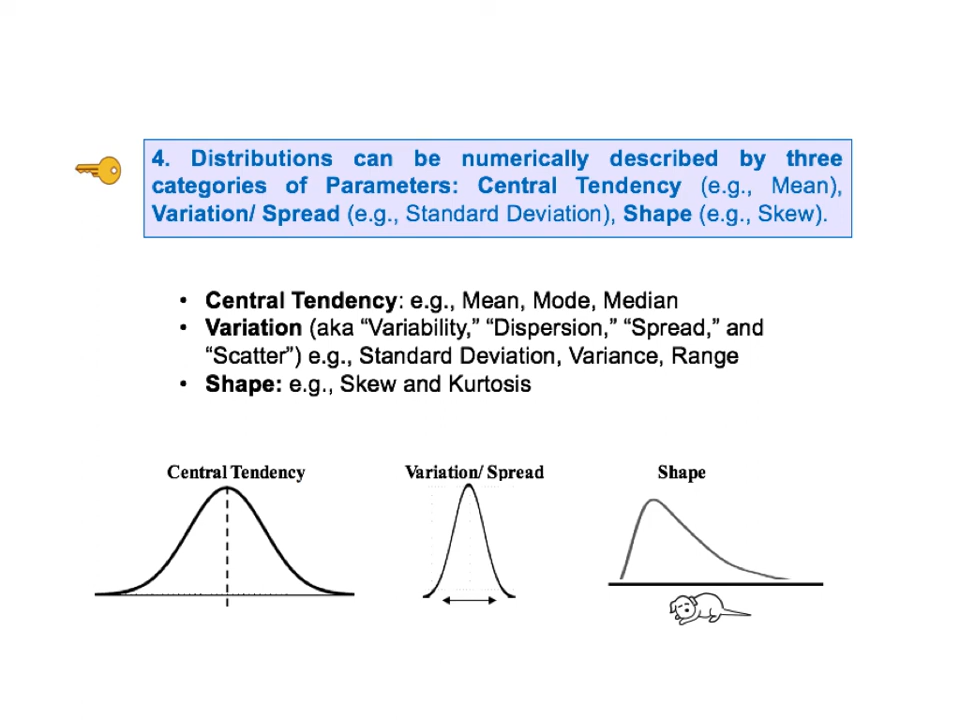 4. Distributions can be numerically described by three
categories of Parameters: Central Tendency (e.g., Mean),
Variation/ Spread (e.g., Standard Deviation), Shape (e.g., Skew).
• Central Tendency: e.g., Mean, Mode, Median
• Variation (aka “Variability,” “Dispersion,” “Spread,” and
“Scatter”) e.g., Standard Deviation, Variance, Range
• Shape: e.g., Skew and Kurtosis
Central Tendency
Variation/ Spread
Shape